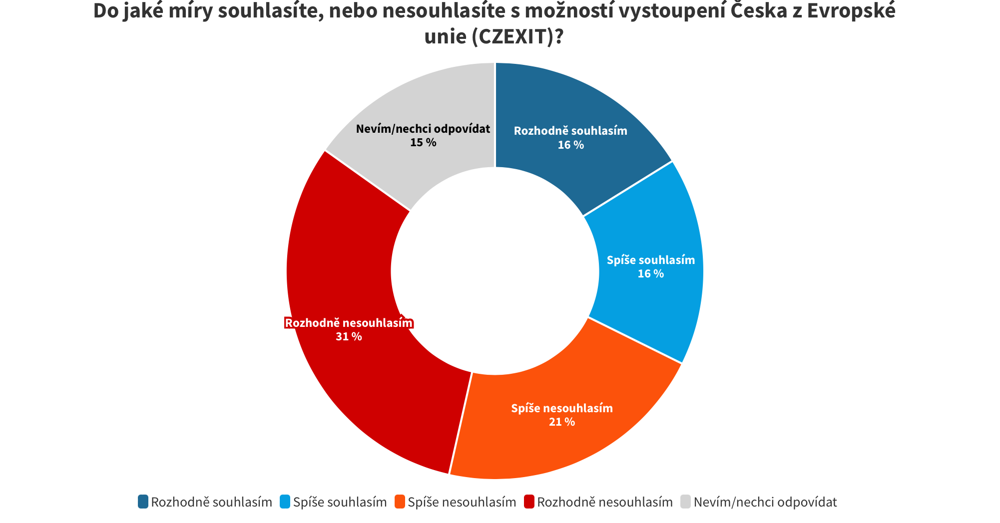 Do jaké míry souhlasíte, nebo nesouhlasíte s možností vystoupení Česka z Evropské
unie (CZEXIT)?
Nevím/nechci odpovídat
15 %
Rozhodně souhlasím
16 %
Spíše souhlasím
16 %
Rozhodně nesouhlasím
31 %
Spíše nesouhlasím
21 %
Rozhodně souhlasím Spíše souhlasím Spíše nesouhlasím Rozhodně nesouhlasím Nevím/nechci odpovídat